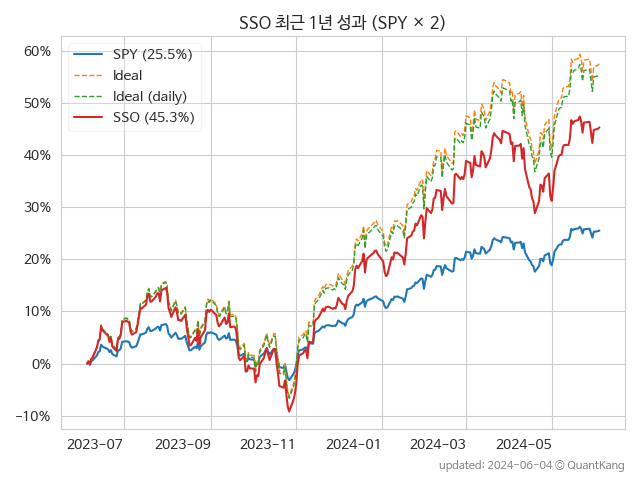 SSO 최근 1년 성과 (SPY × 2)
SPY (25.5%)
Ideal
Ideal (daily)
SSO (45.3%)
60%
50%
40%
30%
20%
10%
0%
−10%
2023-07 2023-09 2023-11 2024-01 2024-03 2024-05
updated: 2024-06-04 © QuantKang